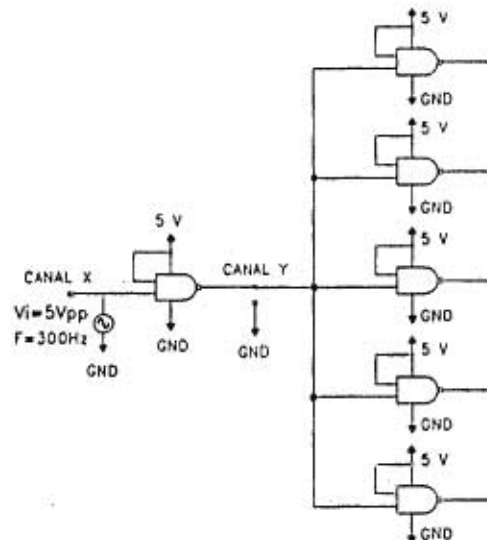 5 V
GND
5 V
GND
5 V
CANAL X
CANAL Y
5 V
Vi=5Vpp
F=300Hz
GND
GND
GND
GND
5 V
GND
5 V
GND